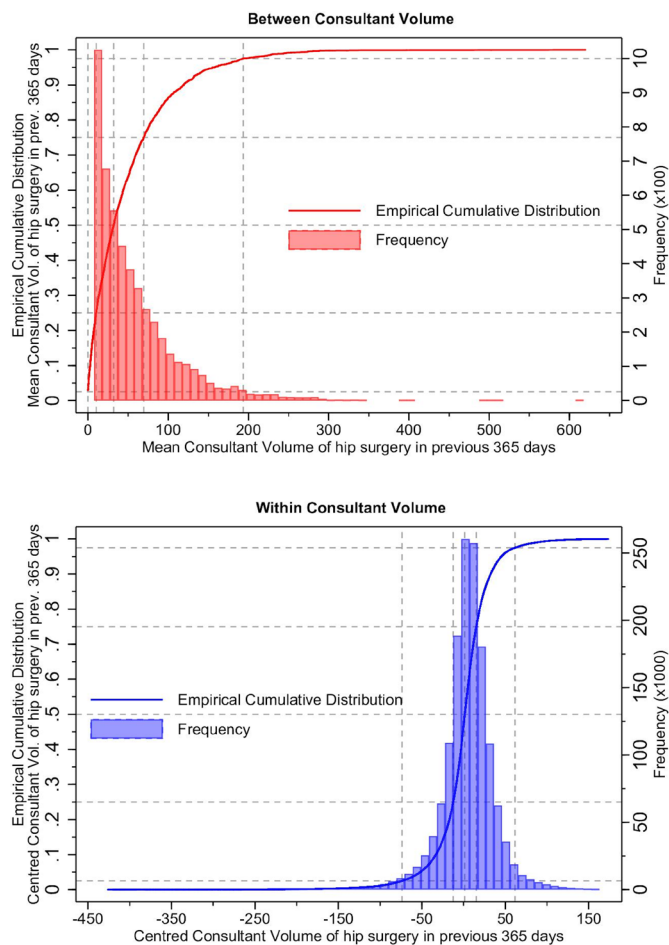 Between Consultant Volume
Empirical Cumulative Distribution
Mean Consultant Vol. of hip surgery in prev. 365 days
1
.9
.8
.7
.6
.5
.4
.3
.2
.1
0
Empirical Cumulative Distribution
Frequency
10
9
8
7
6
5
4
3
2
1
0
Frequency (x100)
0 100 200 300 400 500 600
Mean Consultant Volume of hip surgery in previous 365 days
Within Consultant Volume
Empirical Cumulative Distribution
Centred Consultant Vol. of hip surgery in prev. 365 days
1
.9
.8
.7
.6
.5
.4
.3
.2
.1
0
Empirical Cumulative Distribution
Frequency
250
200
150
100
50
0
Frequency (x1000)
-450 -350 -250 -150 -50 50 150
Centred Consultant Volume of hip surgery in previous 365 days